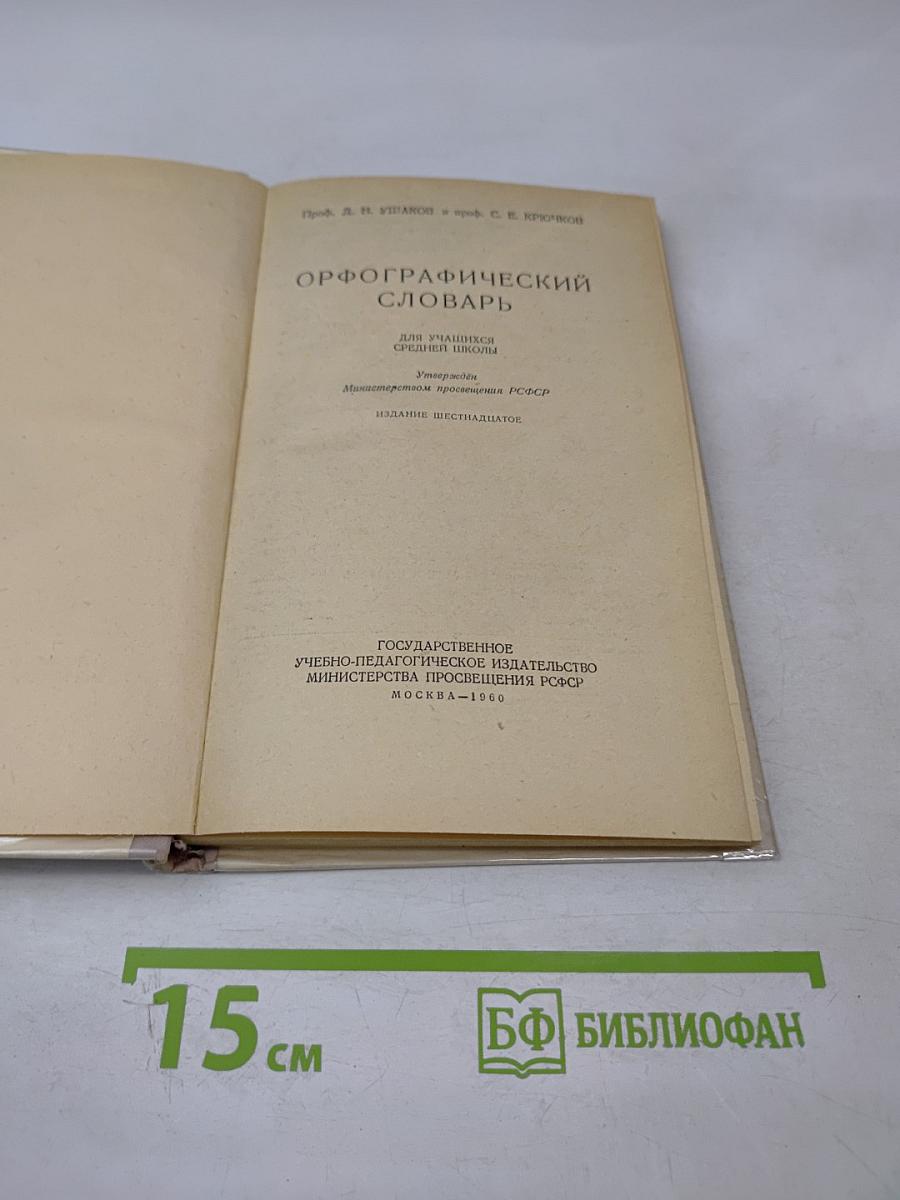 Проф. Д. Н. УШАКОВ и проф. С. Е. КРЮЧКОВ
ОРФОГРАФИЧЕСКИЙ
СЛОВАРЬ
ДЛЯ УЧАЩИХСЯ
СРЕДНЕЙ ШКОЛЫ
Утверждён
Министерством просвещения РСФСР
ИЗДАНИЕ ШЕСТНАДЦАТОЕ
ГОСУДАРСТВЕННОЕ
УЧЕБНО-ПЕДАГОГИЧЕСКОЕ ИЗДАТЕЛЬСТВО
МИНИСТЕРСТВА ПРОСВЕЩЕНИЯ РСФСР
МОСКВА—1960
15 см
БФ БИБЛИОФАН